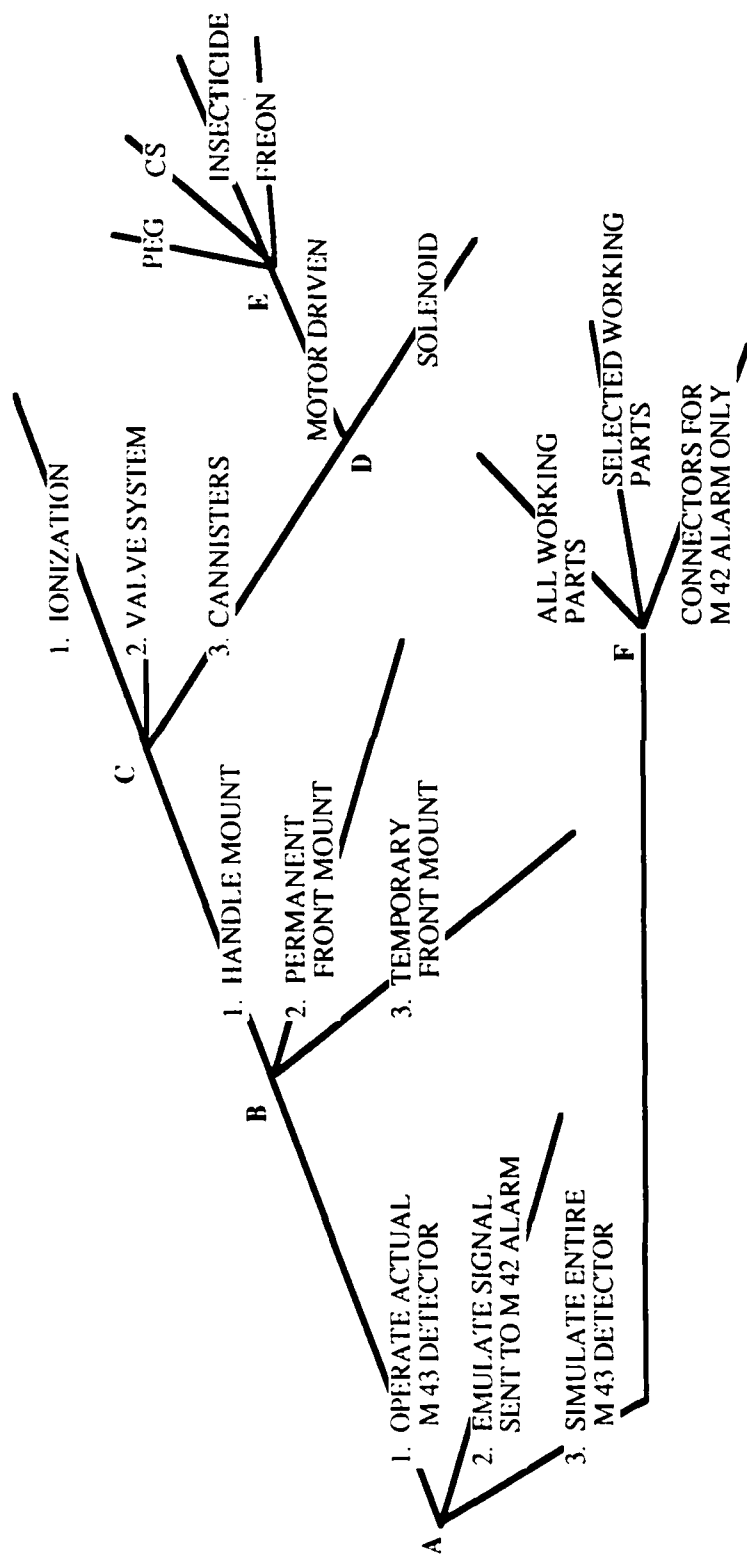 A
1. OPERATE ACTUAL
M 43 DETECTOR
2. EMULATE SIGNAL
SENT TO M 42 ALARM
3. SIMULATE ENTIRE
M 43 DETECTOR
B
1. HANDLE MOUNT
2. PERMANENT
FRONT MOUNT
3. TEMPORARY
FRONT MOUNT
C
1. IONIZATION
2. VALVE SYSTEM
3. CANNISTERS
D
MOTOR DRIVEN
SOLENOID
E
PEG
CS
INSECTICIDE
FREON
F
ALL WORKING
PARTS
SELECTED WORKING
PARTS
CONNECTORS FOR
M 42 ALARM ONLY